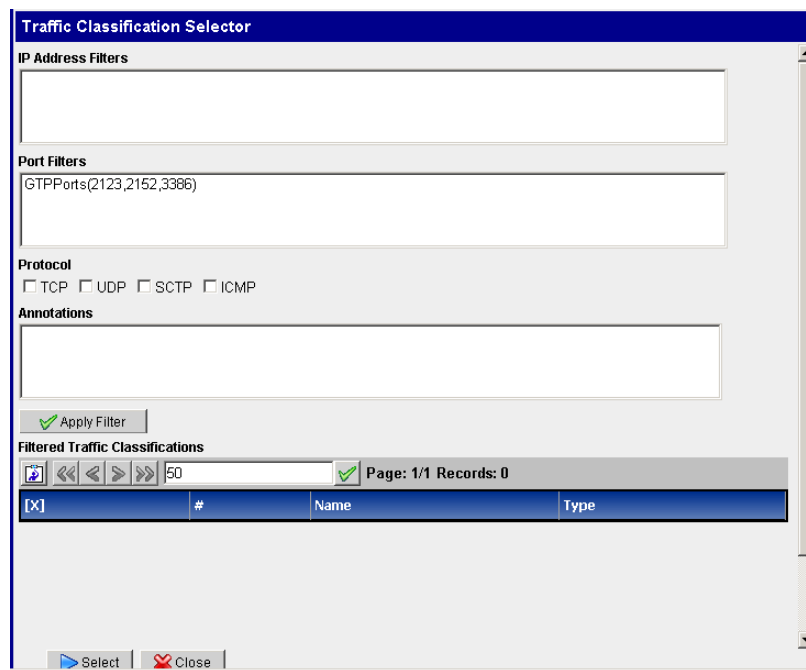 Traffic Classification Selector
IP Address Filters
Port Filters
GTPPorts(2123,2152,3386)
Protocol
TCP UDP SCTP ICMP
Annotations
Apply Filter
Filtered Traffic Classifications
50 Page: 1/1 Records: 0
[X] # Name Type
Select Close